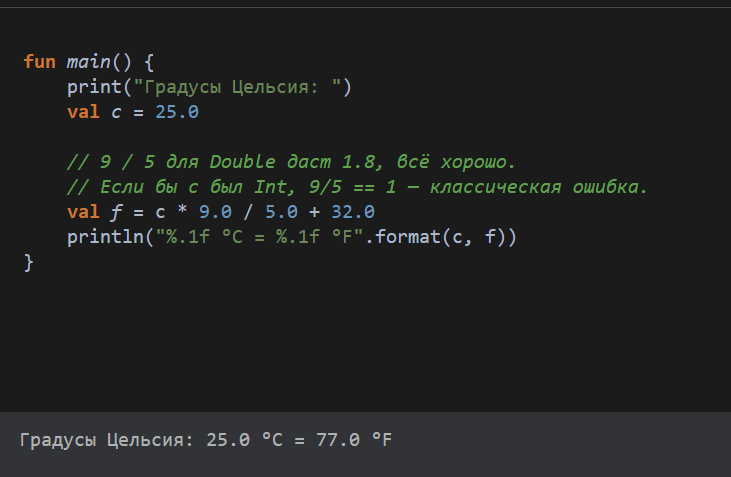 fun main() {
    print("Градусы Цельсия: ")
    val c = 25.0
    // 9 / 5 для Double даст 1.8, всё хорошо.
    // Если бы c был Int, 9/5 == 1 — классическая ошибка.
    val f = c * 9.0 / 5.0 + 32.0
    println("%.1f °C = %.1f °F".format(c, f))
}
Градусы Цельсия: 25.0 °C = 77.0 °F